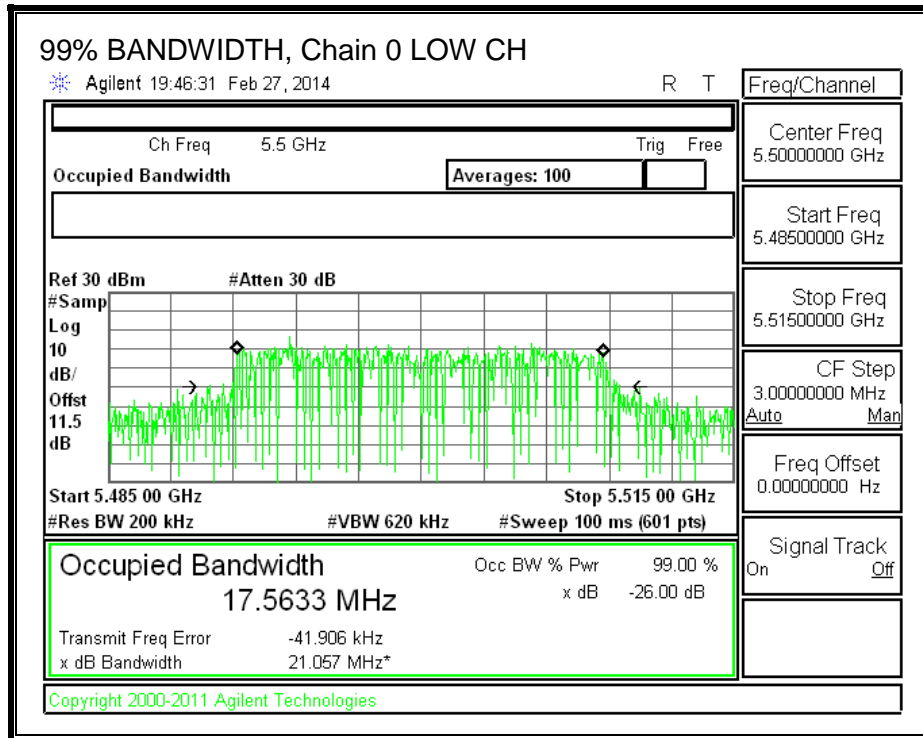 99% BANDWIDTH, Chain 0 LOW CH
Agilent 19:46:31 Feb 27, 2014 R T
Freq/Channel
Ch Freq 5.5 GHz Trig Free
Occupied Bandwidth Averages: 100
Center Freq
5.50000000 GHz
Start Freq
5.48500000 GHz
Stop Freq
5.51500000 GHz
CF Step
3.00000000 MHz
Auto Man
Freq Offset
0.00000000 Hz
Signal Track
On Off
Ref 30 dBm #Atten 30 dB
#Samp
Log
10
dB/
Offst
11.5
dB
Start 5.485 00 GHz Stop 5.515 00 GHz
#Res BW 200 kHz #VBW 620 kHz #Sweep 100 ms (601 pts)
Occupied Bandwidth Occ BW % Pwr 99.00 %
17.5633 MHz x dB -26.00 dB
Transmit Freq Error -41.906 kHz
x dB Bandwidth 21.057 MHz*
Copyright 2000-2011 Agilent Technologies